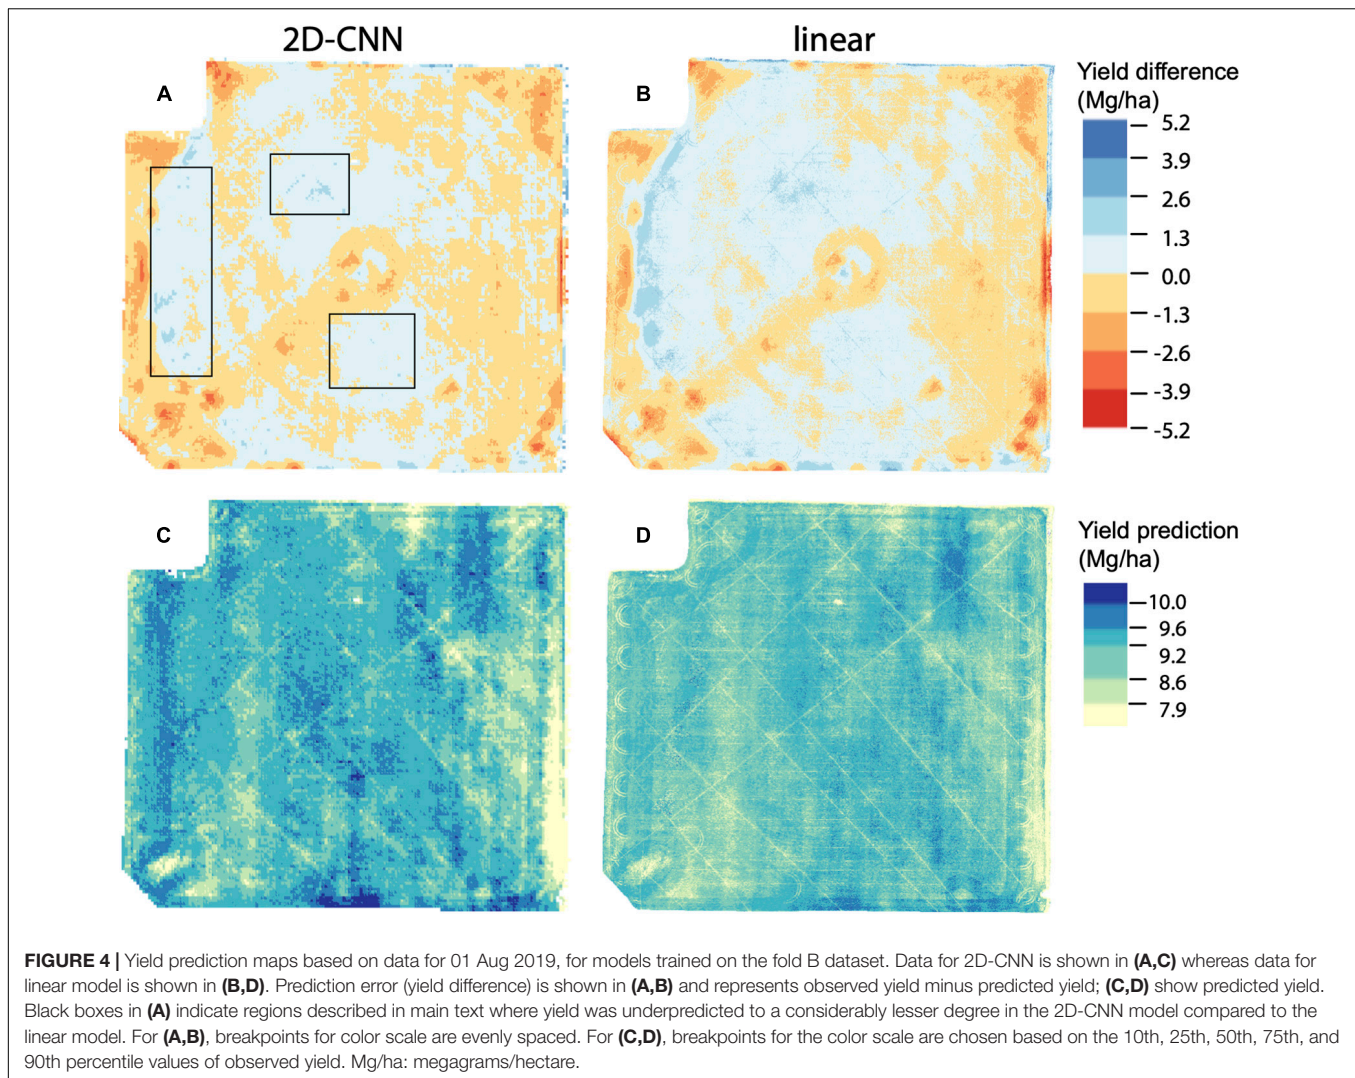 2D-CNN
linear
A
B
Yield difference
(Mg/ha)
5.2
3.9
2.6
1.3
0.0
-1.3
-2.6
-3.9
-5.2
C
D
Yield prediction
(Mg/ha)
10.0
9.6
9.2
8.6
7.9
FIGURE 4 | Yield prediction maps based on data for 01 Aug 2019, for models trained on the fold B dataset. Data for 2D-CNN is shown in (A,C) whereas data for
linear model is shown in (B,D). Prediction error (yield difference) is shown in (A,B) and represents observed yield minus predicted yield; (C,D) show predicted yield.
Black boxes in (A) indicate regions described in main text where yield was underpredicted to a considerably lesser degree in the 2D-CNN model compared to the
linear model. For (A,B), breakpoints for color scale are evenly spaced. For (C,D), breakpoints for the color scale are chosen based on the 10th, 25th, 50th, 75th, and
90th percentile values of observed yield. Mg/ha: megagrams/hectare.